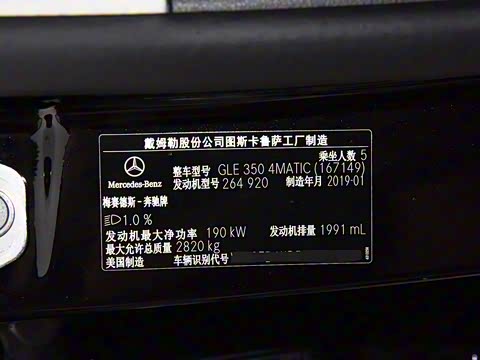 戴姆勒股份公司图斯卡鲁萨工厂制造
乘坐人数 5
整车型号 GLE 350 4MATIC (167149)
Mercedes-Benz
发动机型号 264 920 制造年月 2019-01
梅赛德斯-奔驰牌
1.0 %
发动机最大净功率 190 kW 发动机排量 1991 mL
最大允许总质量 2820 kg
美国制造 车辆识别代号